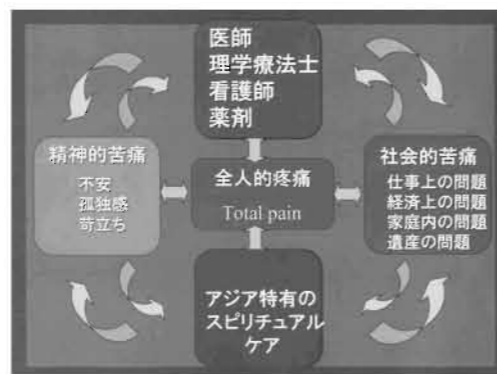 医師
理学療法士
看護師
薬剤
精神的苦痛
不安
孤独感
苛立ち
全人的疼痛
Total pain
社会的苦痛
仕事上の問題
経済上の問題
家庭内の問題
遺産の問題
アジア特有の
スピリチュアル
ケア